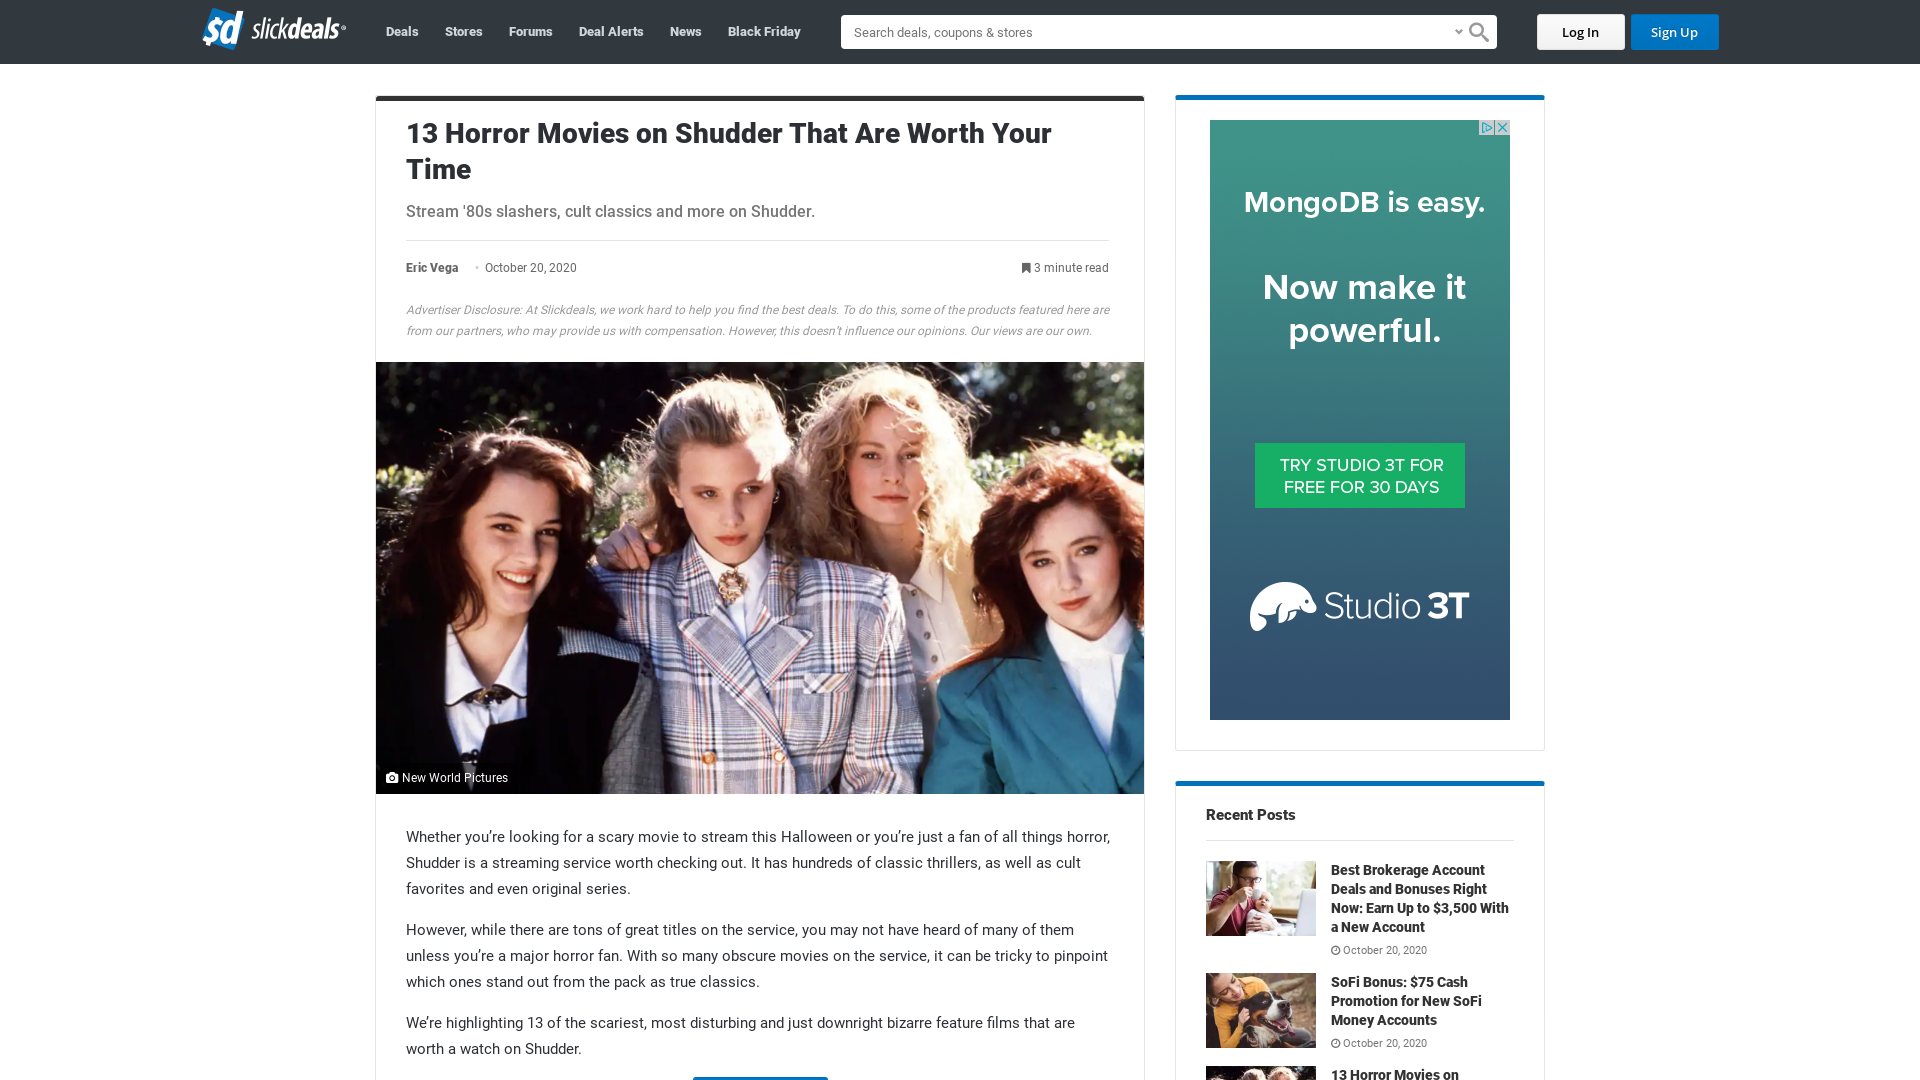 slickdeals
Deals
Stores
Forums
Deal Alerts
News
Black Friday
Search deals, coupons & stores
Log In
Sign Up
13 Horror Movies on Shudder That Are Worth Your
Time
Stream '80s slashers, cult classics and more on Shudder.
Eric Vega • October 20, 2020
3 minute read
Advertiser Disclosure: At Slickdeals, we work hard to help you find the best deals. To do this, some of the products featured here are
from our partners, who may provide us with compensation. However, this doesn’t influence our opinions. Our views are our own.
New World Pictures
Whether you’re looking for a scary movie to stream this Halloween or you’re just a fan of all things horror,
Shudder is a streaming service worth checking out. It has hundreds of classic thrillers, as well as cult
favorites and even original series.
However, while there are tons of great titles on the service, you may not have heard of many of them
unless you’re a major horror fan. With so many obscure movies on the service, it can be tricky to pinpoint
which ones stand out from the pack as true classics.
We’re highlighting 13 of the scariest, most disturbing and just downright bizarre feature films that are
worth a watch on Shudder.
MongoDB is easy.
Now make it
powerful.
TRY STUDIO 3T FOR
FREE FOR 30 DAYS
Studio 3T
Recent Posts
Best Brokerage Account
Deals and Bonuses Right
Now: Earn Up to $3,500 With
a New Account
October 20, 2020
SoFi Bonus: $75 Cash
Promotion for New SoFi
Money Accounts
October 20, 2020
13 Horror Movies on